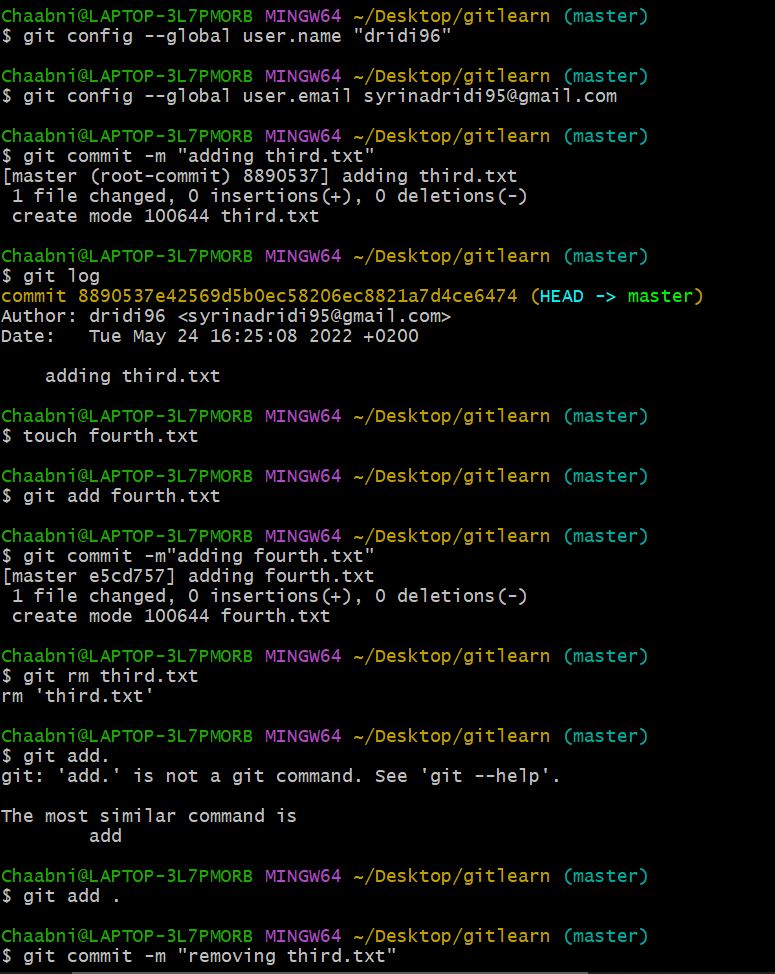 Chaabni@LAPTOP-3L7PMORB MINGW64 ~/Desktop/gitlearn (master)
$ git config --global user.name "dridi96"
Chaabni@LAPTOP-3L7PMORB MINGW64 ~/Desktop/gitlearn (master)
$ git config --global user.email syrinadridi95@gmail.com
Chaabni@LAPTOP-3L7PMORB MINGW64 ~/Desktop/gitlearn (master)
$ git commit -m "adding third.txt"
[master (root-commit) 8890537] adding third.txt
 1 file changed, 0 insertions(+), 0 deletions(-)
 create mode 100644 third.txt
Chaabni@LAPTOP-3L7PMORB MINGW64 ~/Desktop/gitlearn (master)
$ git log
commit 8890537e42569d5b0ec58206ec8821a7d4ce6474 (HEAD -> master)
Author: dridi96 <syrinadridi95@gmail.com>
Date:   Tue May 24 16:25:08 2022 +0200
    adding third.txt
Chaabni@LAPTOP-3L7PMORB MINGW64 ~/Desktop/gitlearn (master)
$ touch fourth.txt
Chaabni@LAPTOP-3L7PMORB MINGW64 ~/Desktop/gitlearn (master)
$ git add fourth.txt
Chaabni@LAPTOP-3L7PMORB MINGW64 ~/Desktop/gitlearn (master)
$ git commit -m"adding fourth.txt"
[master e5cd757] adding fourth.txt
 1 file changed, 0 insertions(+), 0 deletions(-)
 create mode 100644 fourth.txt
Chaabni@LAPTOP-3L7PMORB MINGW64 ~/Desktop/gitlearn (master)
$ git rm third.txt
rm 'third.txt'
Chaabni@LAPTOP-3L7PMORB MINGW64 ~/Desktop/gitlearn (master)
$ git add.
git: 'add.' is not a git command. See 'git --help'.
The most similar command is
        add
Chaabni@LAPTOP-3L7PMORB MINGW64 ~/Desktop/gitlearn (master)
$ git add .
Chaabni@LAPTOP-3L7PMORB MINGW64 ~/Desktop/gitlearn (master)
$ git commit -m "removing third.txt"